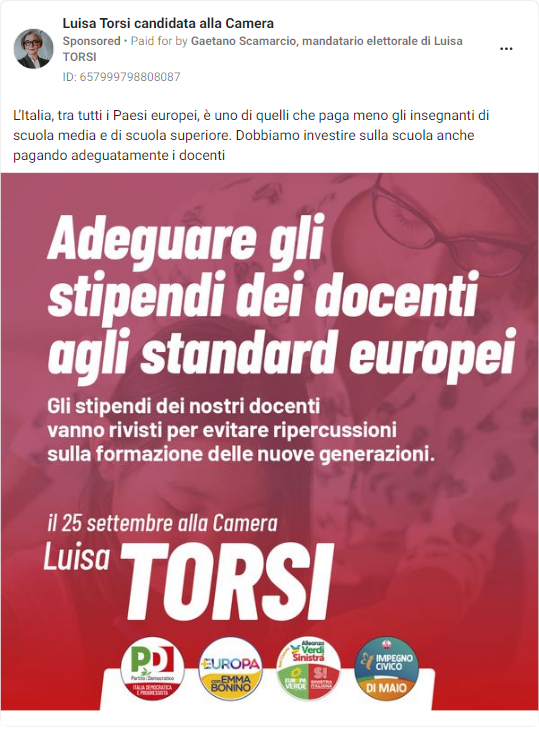 Luisa Torsi candidata alla Camera
Sponsored • Paid for by Gaetano Scamarcio, mandatario elettorale di Luisa
TORSI
ID: 657999798808087
L'Italia, tra tutti i Paesi europei, è uno di quelli che paga meno gli insegnanti di
scuola media e di scuola superiore. Dobbiamo investire sulla scuola anche
pagando adeguatamente i docenti
Adeguare gli
stipendi dei docenti
agli standard europei
Gli stipendi dei nostri docenti
vanno rivisti per evitare ripercussioni
sulla formazione delle nuove generazioni.
il 25 settembre alla Camera
Luisa TORSI
PD
Partito Democratico
ITALIA DEMOCRATICA
E PROGRESSISTA
+EUROPA
CON EMMA
BONINO
Alleanza
Verdi
Sinistra
EUROPA
VERDE
SI
SINISTRA
ITALIANA
IMPEGNO
CIVICO
DI MAIO